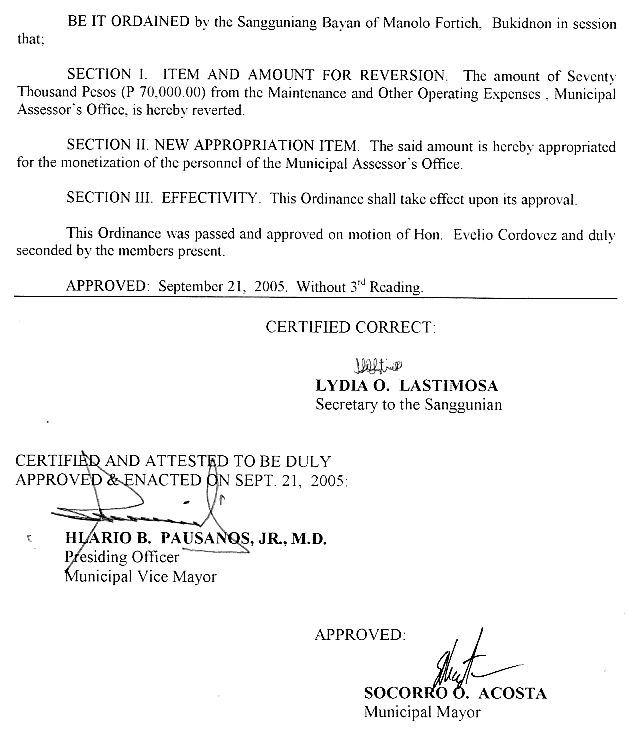 BE IT ORDAINED by the Sangguniang Bayan of Manolo Fortich, Bukidnon in session
that;
SECTION I. ITEM AND AMOUNT FOR REVERSION. The amount of Seventy
Thousand Pesos (P 70,000.00) from the Maintenance and Other Operating Expenses , Municipal
Assessor's Office, is hereby reverted.
SECTION II. NEW APPROPRIATION ITEM. The said amount is hereby appropriated
for the monetization of the personnel of the Municipal Assessor's Office.
SECTION III. EFFECTIVITY. This Ordinance shall take effect upon its approval.
This Ordinance was passed and approved on motion of Hon. Evelio Cordovez and duly
seconded by the members present.
APPROVED: September 21, 2005. Without 3rd Reading.
CERTIFIED CORRECT:
LYDIA O. LASTIMOSA
Secretary to the Sanggunian
CERTIFIED AND ATTESTED TO BE DULY
APPROVED & ENACTED ON SEPT. 21, 2005:
HLARIO B. PAUSANOS, JR., M.D.
Presiding Officer
Municipal Vice Mayor
APPROVED:
SOCORRO O. ACOSTA
Municipal Mayor